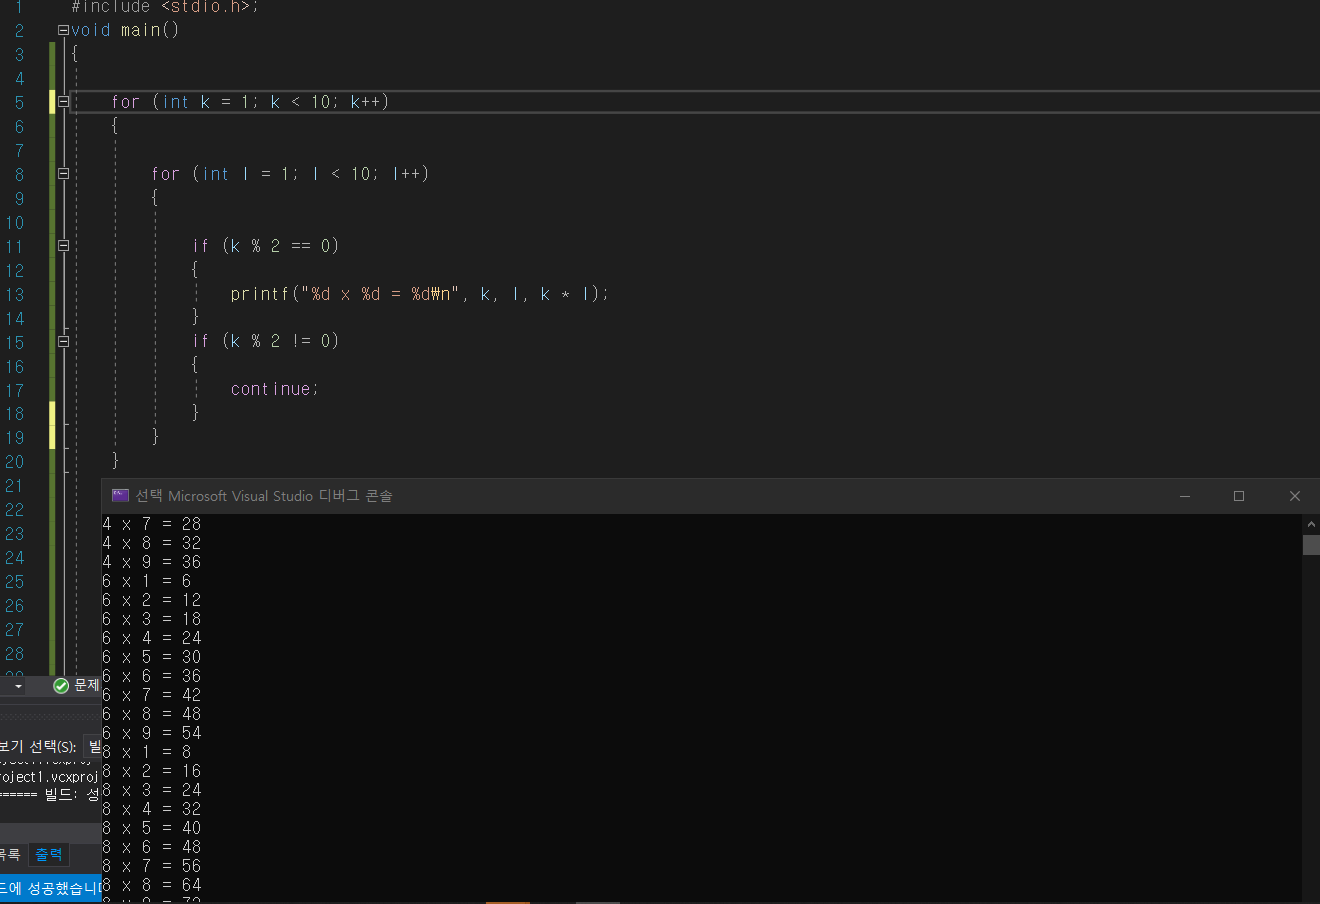 1 #include <stdio.h>;
2 void main()
3 {
4
5 for (int k = 1; k < 10; k++)
6 {
7
8 for (int l = 1; l < 10; l++)
9 {
10
11 if (k % 2 == 0)
12 {
13 printf("%d x %d = %d₩n", k, l, k * l);
14 }
15 if (k % 2 != 0)
16 {
17 continue;
18 }
19 }
20 }
21
22
23
24
25
26
27
28
선택 Microsoft Visual Studio 디버그 콘솔
4 x 7 = 28
4 x 8 = 32
4 x 9 = 36
6 x 1 = 6
6 x 2 = 12
6 x 3 = 18
6 x 4 = 24
6 x 5 = 30
6 x 6 = 36
6 x 7 = 42
6 x 8 = 48
6 x 9 = 54
8 x 1 = 8
8 x 2 = 16
8 x 3 = 24
8 x 4 = 32
8 x 5 = 40
8 x 6 = 48
8 x 7 = 56
8 x 8 = 64
문제
보기 선택(S): 빌
roject1.vcxproj
====== 빌드: 성
목록 출력
드에 성공했습니다